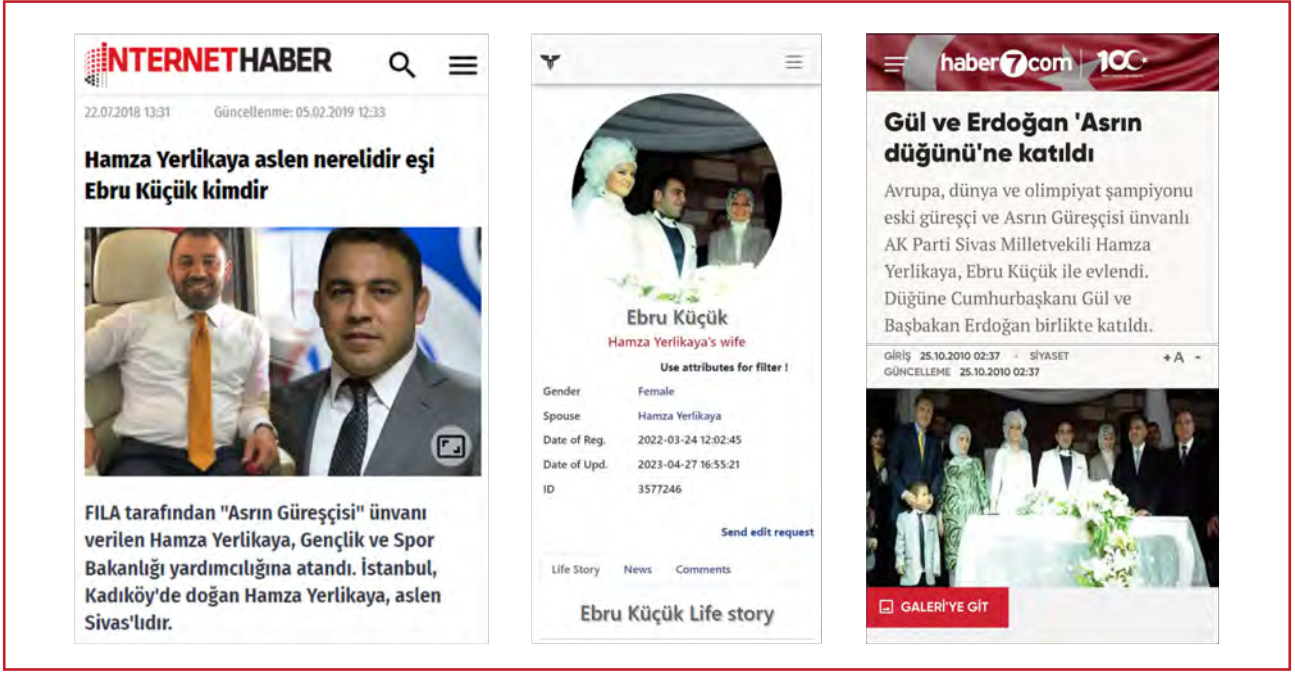 İNTERNETHABER
22.07.2018 13:31 Güncellenme: 05.02.2019 12:33
Hamza Yerlikaya aslen nerelidir eşi
Ebru Küçük kimdir
FILA tarafından "Asrın Güreşçisi" ünvanı
verilen Hamza Yerlikaya, Gençlik ve Spor
Bakanlığı yardımcılığına atandı. İstanbul,
Kadıköy'de doğan Hamza Yerlikaya, aslen
Sivas'lıdır.
Ebru Küçük
Hamza Yerlikaya's wife
Use attributes for filter !
Gender Female
Spouse Hamza Yerlikaya
Date of Reg. 2022-03-24 12:02:45
Date of Upd. 2023-04-27 16:55:21
ID 3577246
Send edit request
Life Story News Comments
Ebru Küçük Life story
haber7com 100
Gül ve Erdoğan 'Asrın
düğünü'ne katıldı
Avrupa, dünya ve olimpiyat şampiyonu
eski güreşçi ve Asrın Güreşçisi ünvanlı
AK Parti Sivas Milletvekili Hamza
Yerlikaya, Ebru Küçük ile evlendi.
Düğüne Cumhurbaşkanı Gül ve
Başbakan Erdoğan birlikte katıldı.
GİRİŞ 25.10.2010 02:37 SİYASET +A -
GÜNCELLEME 25.10.2010 02:37
GALERİ'YE GİT